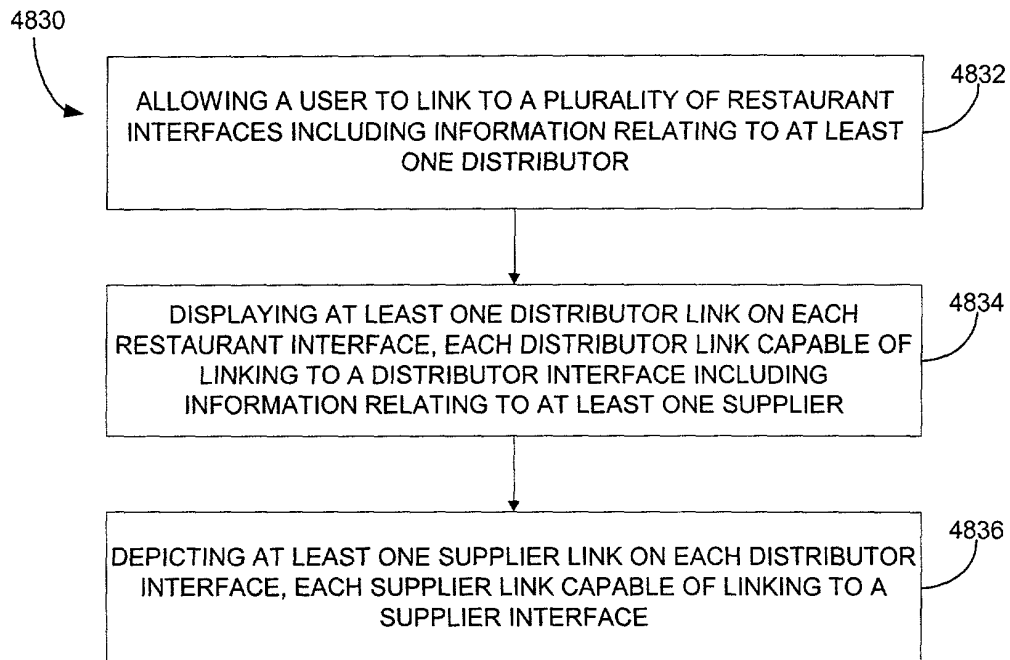 4830
4832
ALLOWING A USER TO LINK TO A PLURALITY OF RESTAURANT
INTERFACES INCLUDING INFORMATION RELATING TO AT LEAST
ONE DISTRIBUTOR
4834
DISPLAYING AT LEAST ONE DISTRIBUTOR LINK ON EACH
RESTAURANT INTERFACE, EACH DISTRIBUTOR LINK CAPABLE OF
LINKING TO A DISTRIBUTOR INTERFACE INCLUDING
INFORMATION RELATING TO AT LEAST ONE SUPPLIER
4836
DEPICTING AT LEAST ONE SUPPLIER LINK ON EACH DISTRIBUTOR
INTERFACE, EACH SUPPLIER LINK CAPABLE OF LINKING TO A
SUPPLIER INTERFACE